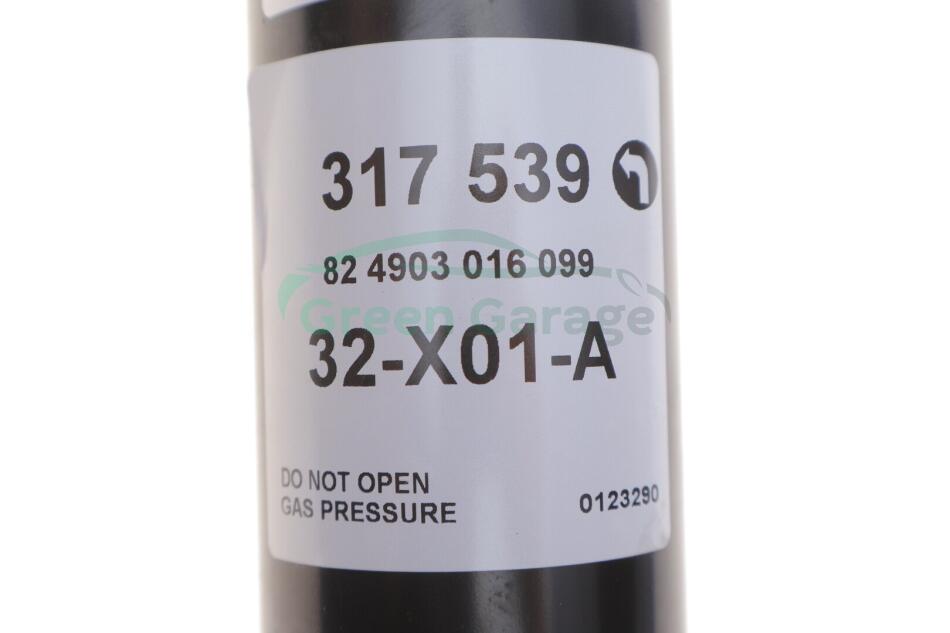 317 539
82 4903 016 099
Green Garage
32-X01-A
DO NOT OPEN
GAS PRESSURE
0123290